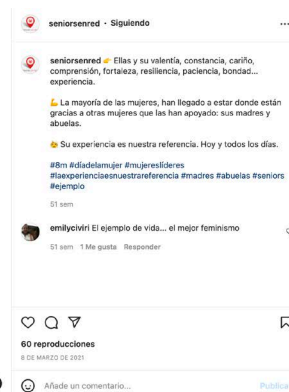 seniorsenred • Siguiendo
seniorsenred 👉 Ellas y su valentía, constancia, cariño,
comprensión, fortaleza, resiliencia, paciencia, bondad...
experiencia.
💪 La mayoría de las mujeres, han llegado a estar donde están
gracias a otras mujeres que las han apoyado: sus madres y
abuelas.
🥰 Su experiencia es nuestra referencia. Hoy y todos los días.
#8m #díadelamujer #mujereslíderes
#laexperienciaesnuestrareferencia #madres #abuelas #seniors
#ejemplo
51 sem
emilyciviri El ejemplo de vida... el mejor feminismo
51 sem 1 Me gusta Responder
60 reproducciones
8 DE MARZO DE 2021
Añade un comentario...
Publica